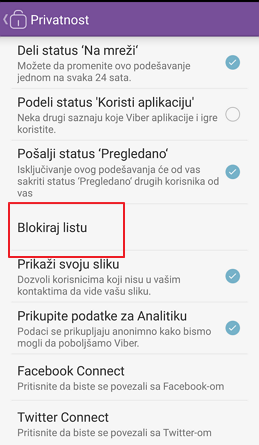 Privatnost
Deli status ‘Na mreži‘
Možete da promenite ovo podešavanje
jednom na svaka 24 sata.
Podeli status 'Koristi aplikaciju'
Neka drugi saznaju koje Viber aplikacije i igre
koristite.
Pošalji status ‘Pregledano‘
Isključivanje ovog podešavanja će od vas
sakriti status ‘Pregledano‘ drugih korisnika od
vas
Blokiraj listu
Prikaži svoju sliku
Dozvoli korisnicima koji nisu u vašim
kontaktima da vide vašu sliku.
Prikupite podatke za Analitiku
Podaci se prikupljaju anonimno kako bismo
mogli da poboljšamo Viber.
Facebook Connect
Pritisnite da biste se povezali sa Facebook-om
Twitter Connect
Pritisnite da biste se povezali sa Twitter-om